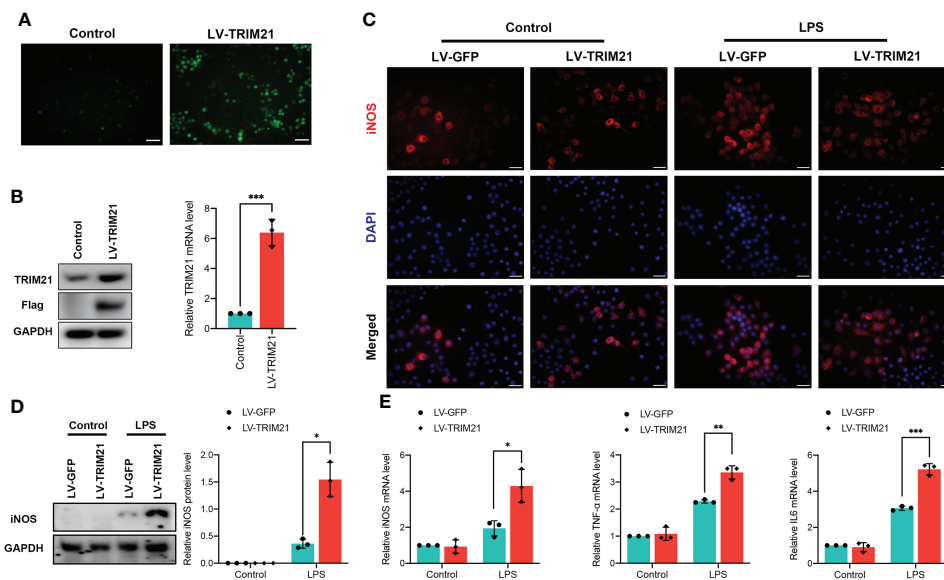 A
Control
LV-TRIM21
B
Control
LV-TRIM21
TRIM21
Flag
GAPDH
Relative TRIM21 mRNA level
8
6
4
2
0
***
Control
LV-TRIM21
C
Control
LPS
LV-GFP
LV-TRIM21
LV-GFP
LV-TRIM21
iNOS
DAPI
Merged
D
Control
LPS
LV-GFP
LV-TRIM21
LV-GFP
LV-TRIM21
iNOS
GAPDH
LV-GFP
LV-TRIM21
Relative iNOS protein level
2.0
1.5
1.0
0.5
0.0
*
Control
LPS
E
LV-GFP
LV-TRIM21
Relative iNOS mRNA level
6
4
2
0
*
Control
LPS
LV-GFP
LV-TRIM21
Relative TNF-α mRNA level
4
3
2
1
0
**
Control
LPS
LV-GFP
LV-TRIM21
Relative IL6 mRNA level
6
4
2
0
***
Control
LPS